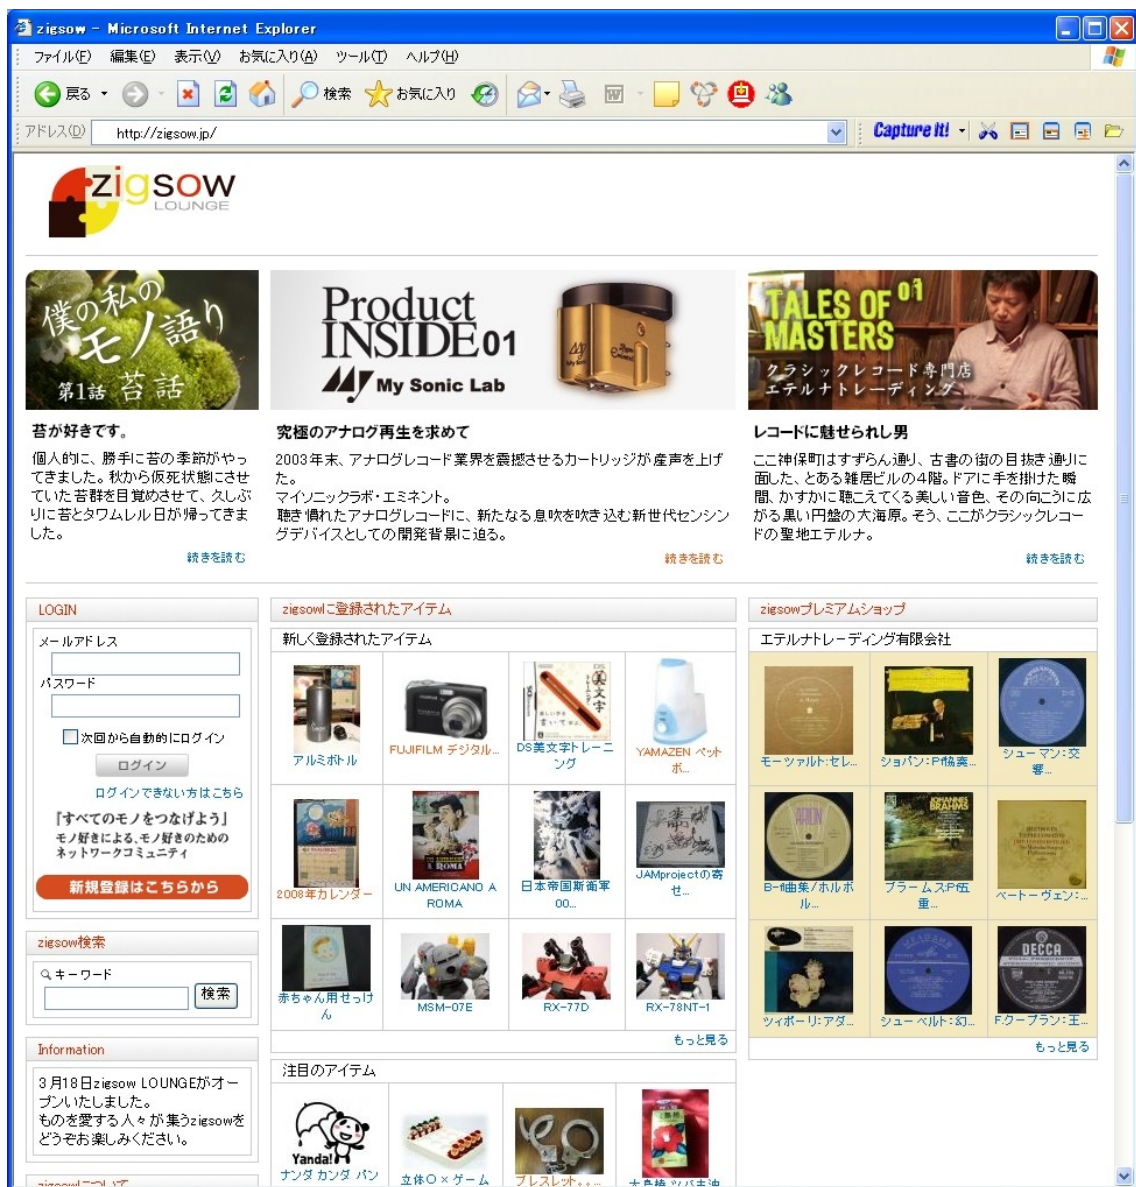 zigsow - Microsoft Internet Explorer
ファイル(F) 編集(E) 表示(V) お気に入り(A) ツール(T) ヘルプ(H)
戻る 検索 お気に入り
アドレス(D) http://zigsow.jp/ Capture It!
zigsow
LOUNGE
僕の私の
モノ語り
第1話 苔話
Product
INSIDE 01
My Sonic Lab
TALES OF 01
MASTERS
クラシックレコード専門店
エテルナトレーディング
苔が好きです。
個人的に、勝手に苔の季節がやっ
てきました。秋から仮死状態にさせ
ていた苔群を目覚めさせて、久しぶ
りに苔とタワムレル日が帰ってきま
した。
続きを読む
究極のアナログ再生を求めて
2003年末、アナログレコード業界を震撼させるカートリッジが産声を上げ
た。
マイソニックラボ・エミネント。
聴き慣れたアナログレコードに、新たなる息吹を吹き込む新世代センシン
グデバイスとしての開発背景に迫る。
続きを読む
レコードに魅せられし男
ここ神保町はすずらん通り、古書の街の目抜き通りに
面した、とある雑居ビルの4階。ドアに手を掛けた瞬
間、かすかに聴こえてくる美しい音色、その向こうに広
がる黒い円盤の大海原。そう、ここがクラシックレコー
ドの聖地エテルナ。
続きを読む
LOGIN
メールアドレス
パスワード
次回から自動的にログイン
ログイン
ログインできない方はこちら
『すべてのモノをつなげよう』
モノ好きによる、モノ好きのための
ネットワークコミュニティ
新規登録はこちらから
zigsow検索
キーワード
検索
Information
3月18日zigsow LOUNGEがオー
プンいたしました。
ものを愛する人々が集うzigsowを
どうぞお楽しみください。
zigsowについて
zigsowに登録されたアイテム
新しく登録されたアイテム
アルミボトル
FUJIFILM デジタル...
DS美文字トレーニ
ング
YAMAZEN ペット
ボ...
2008年カレンダー
UN AMERICANO A
ROMA
日本帝国斯衛軍
00...
JAMprojectの寄
せ...
赤ちゃん用せっけ
ん
MSM-07E
RX-77D
RX-78NT-1
もっと見る
注目のアイテム
Yanda!
ナンダ カンダ パン
立体○×ゲーム
ブレスレット。。...
大島椿 ツバキ油
zigsowプレミアムショップ
エテルナトレーディング有限会社
モーツァルト:セレ...
ショパン:Pf協奏...
シューマン:交
響...
B-fl曲集/ホルボ
ル...
JOHANNES
BRAHMS
ブラームス:Pf五
重...
ベートーヴェン:...
ツィポーリ:アダ...
シューベルト:幻...
DECCA
F.クープラン:王...
もっと見る